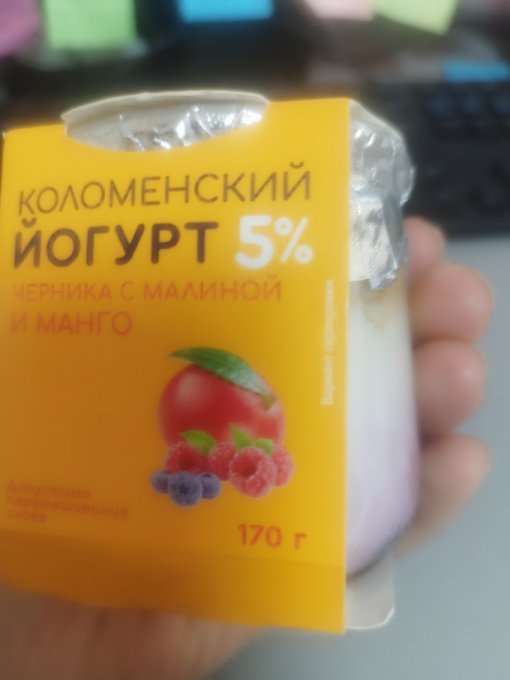 КОЛОМЕНСКИЙ
ЙОГУРТ 5%
ЧЕРНИКА С МАЛИНОЙ
И МАНГО
Вариант сервировки
допустимо
перемешивание
слоёв
170 г